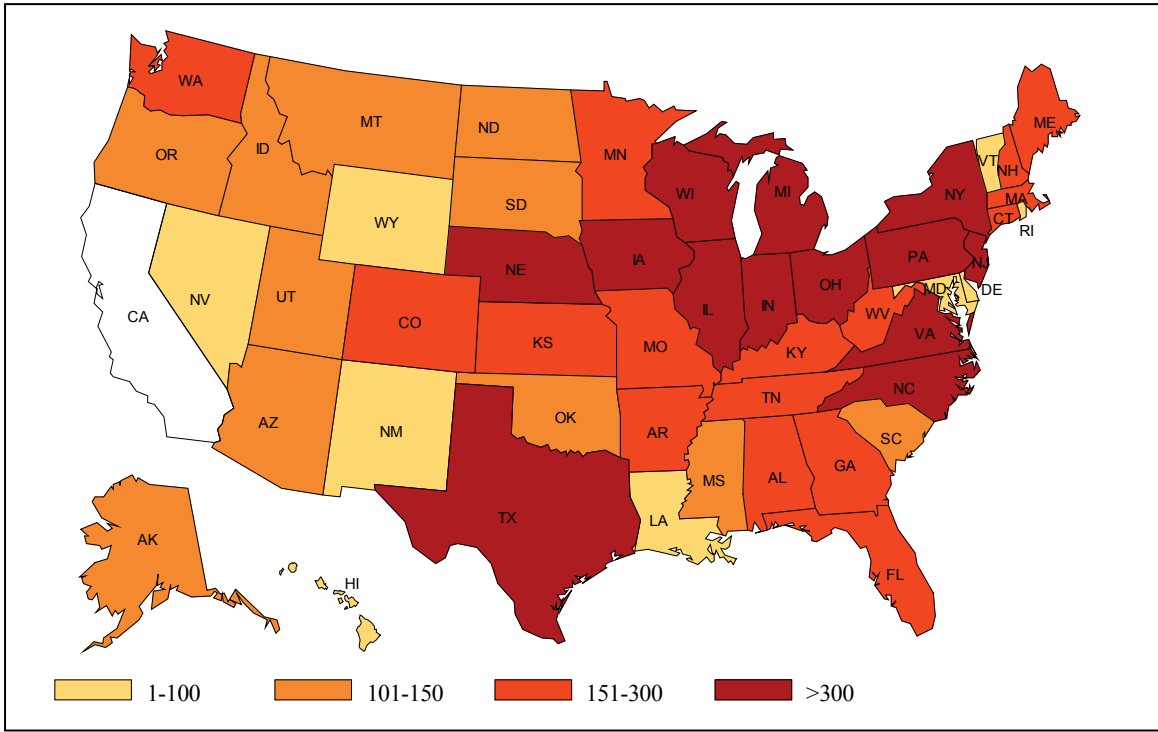 WA
MT
ND
MN
ME
OR
ID
SD
WI
MI
VT
NH
NY
MA
CT
RI
WY
NE
IA
PA
NJ
NV
UT
CO
KS
MO
IL
IN
OH
MD
DE
WV
VA
CA
KY
AZ
NM
OK
AR
TN
NC
SC
TX
LA
MS
AL
GA
FL
AK
HI
1-100
101-150
151-300
>300